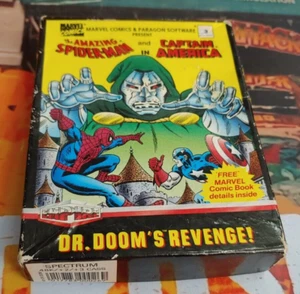 MARVEL
MARVEL COMICS & PARAGON SOFTWARE
PRESENT
THE AMAZING
SPIDER-MAN and CAPTAIN
AMERICA
IN
FREE
MARVEL
Comic Book
details inside
DR. DOOM'S REVENGE!
SPECTRUM